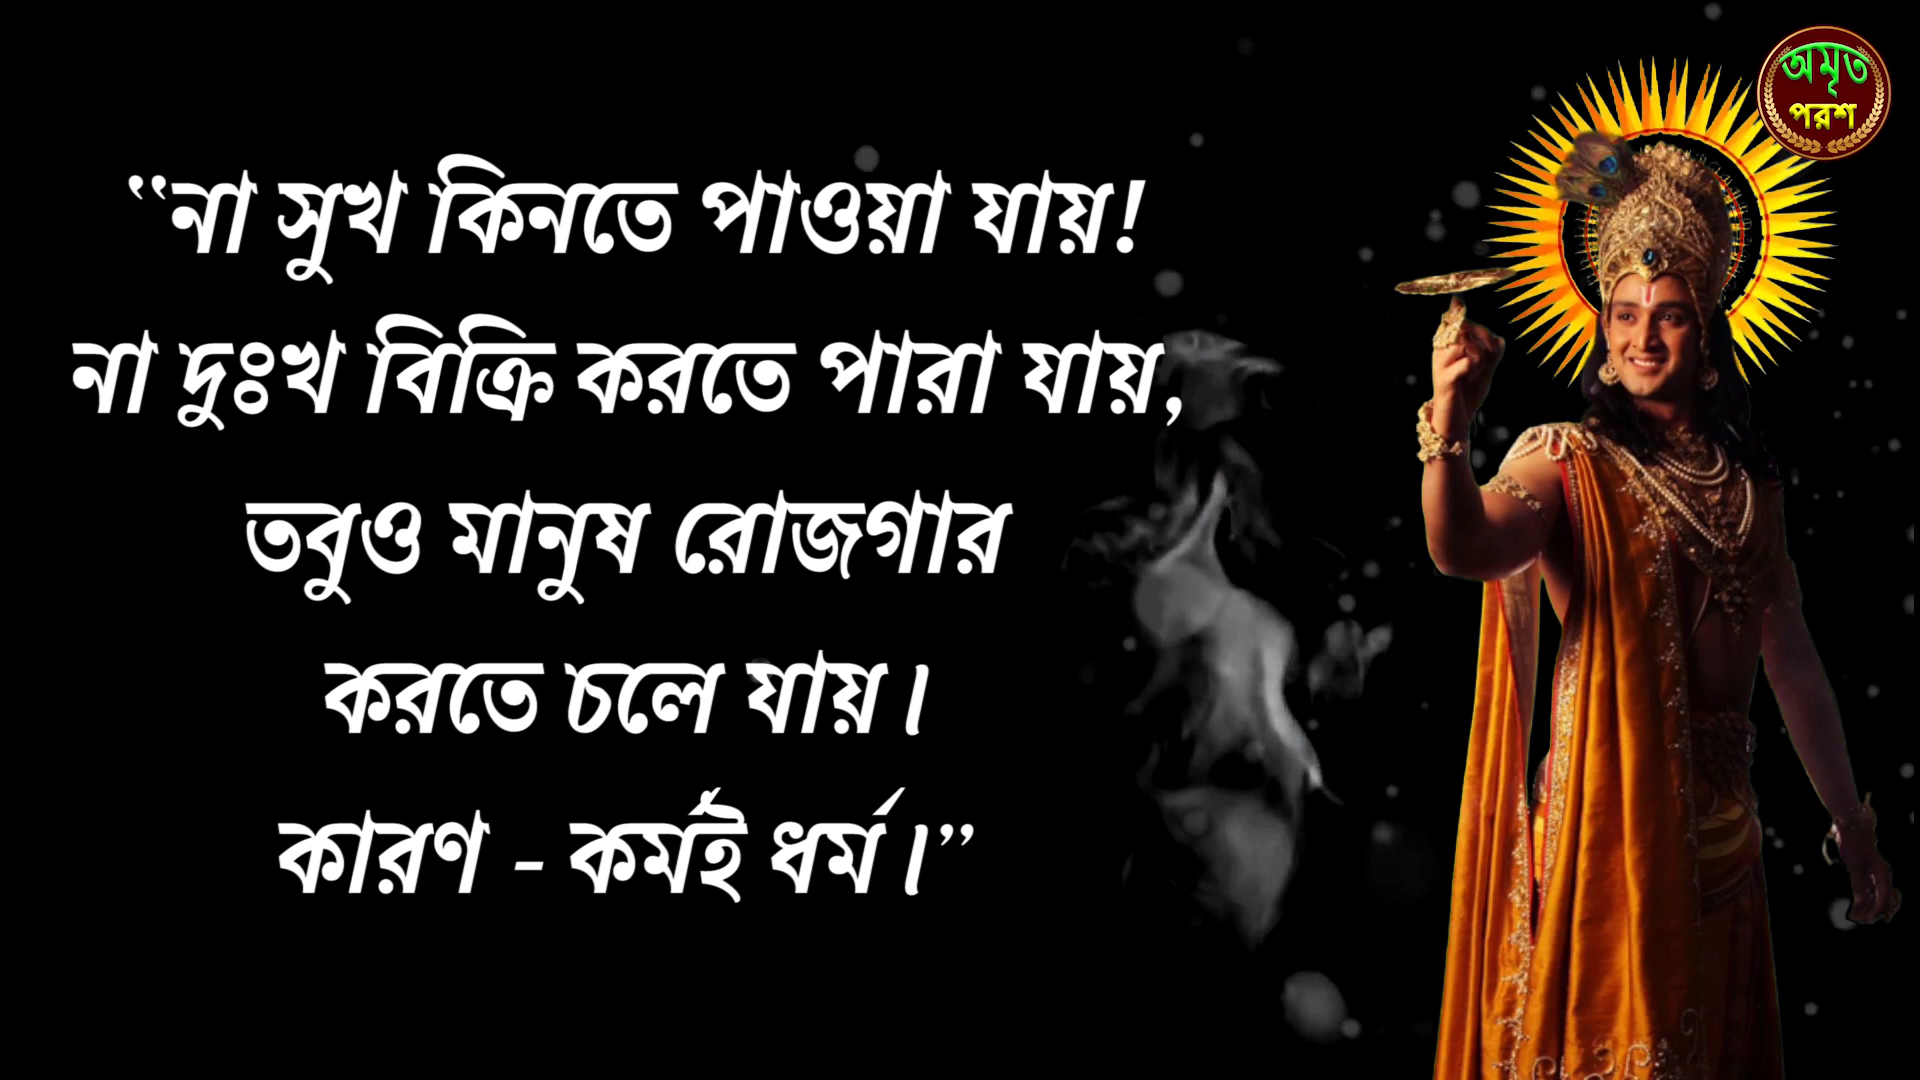 “না সুখ কিনতে পাওয়া যায়!
না দুঃখ বিক্রি করতে পারা যায়,
তবুও মানুষ রোজগার
করতে চলে যায়।
কারণ - কর্মই ধর্ম।”
অমৃত
পরশ